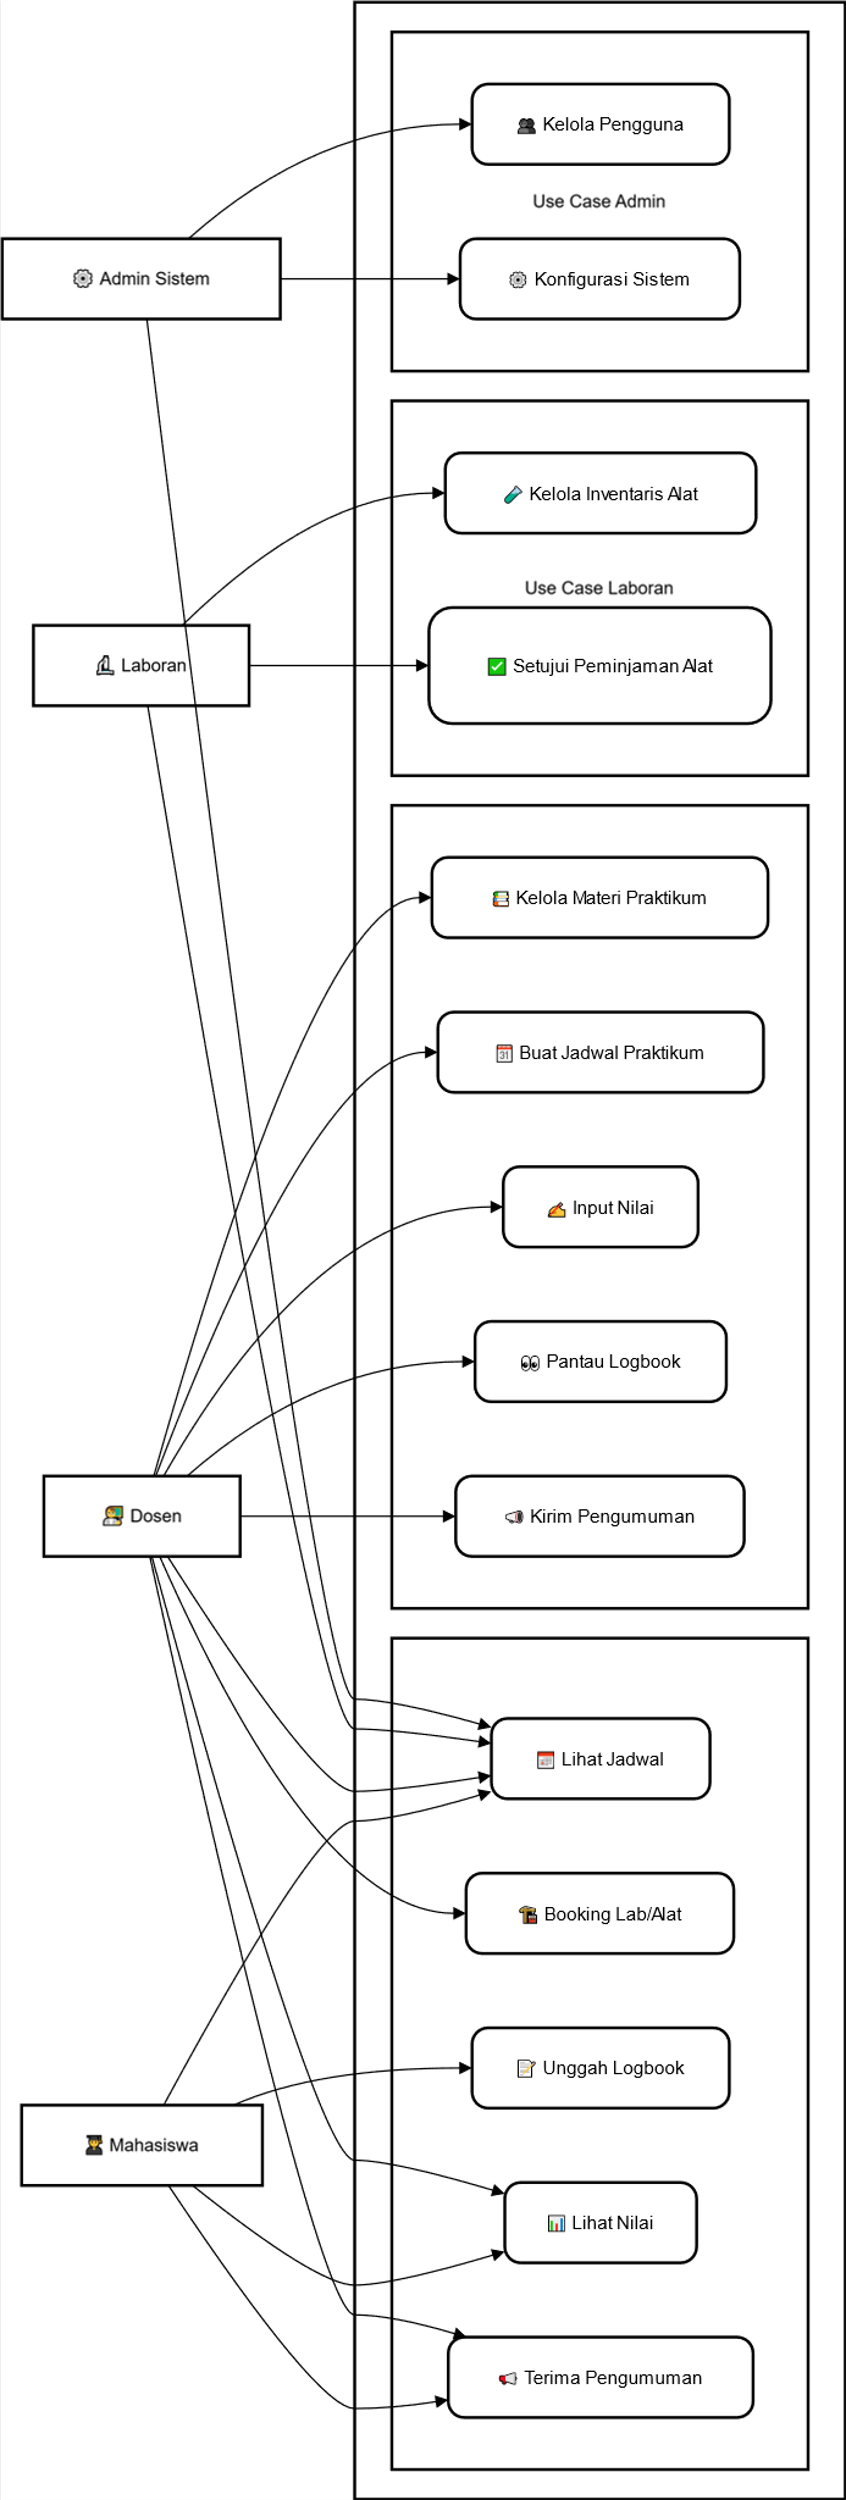 Kelola Pengguna
Use Case Admin
Admin Sistem
Konfigurasi Sistem
Kelola Inventaris Alat
Use Case Laboran
Laboran
Setujui Peminjaman Alat
Kelola Materi Praktikum
Buat Jadwal Praktikum
Input Nilai
Pantau Logbook
Dosen
Kirim Pengumuman
Lihat Jadwal
Booking Lab/Alat
Unggah Logbook
Mahasiswa
Lihat Nilai
Terima Pengumuman